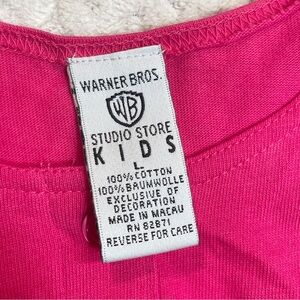 WARNER BROS.
WB
STUDIO STORE
KIDS
L
100% COTTON
100% BAUMWOLLE
EXCLUSIVE OF
DECORATION
MADE IN MACAU
RN 82871
REVERSE FOR CARE